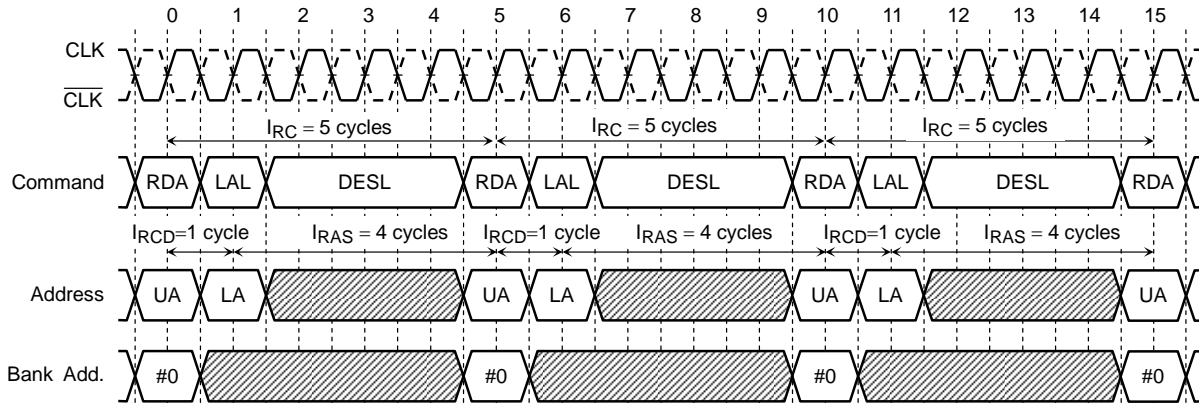 0 1 2 3 4 5 6 7 8 9 10 11 12 13 14 15
CLK
CLK
IRC = 5 cycles IRC = 5 cycles IRC = 5 cycles
Command RDA LAL DESL RDA LAL DESL RDA LAL DESL RDA
IRCD=1 cycle IRAS = 4 cycles IRCD=1 cycle IRAS = 4 cycles IRCD=1 cycle IRAS = 4 cycles
Address UA LA UA LA UA LA UA
Bank Add. #0 #0 #0 #0